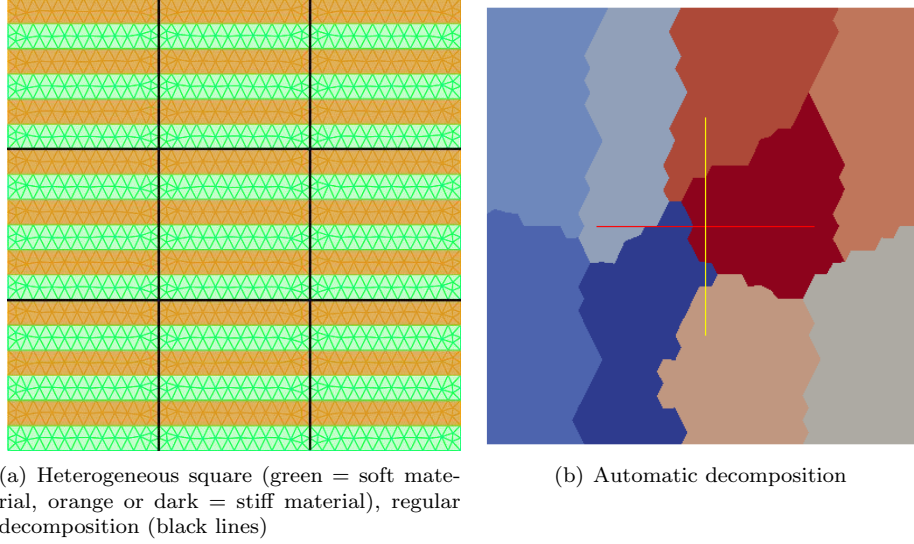 (a) Heterogeneous square (green = soft mate-
rial, orange or dark = stiff material), regular
decomposition (black lines)
(b) Automatic decomposition